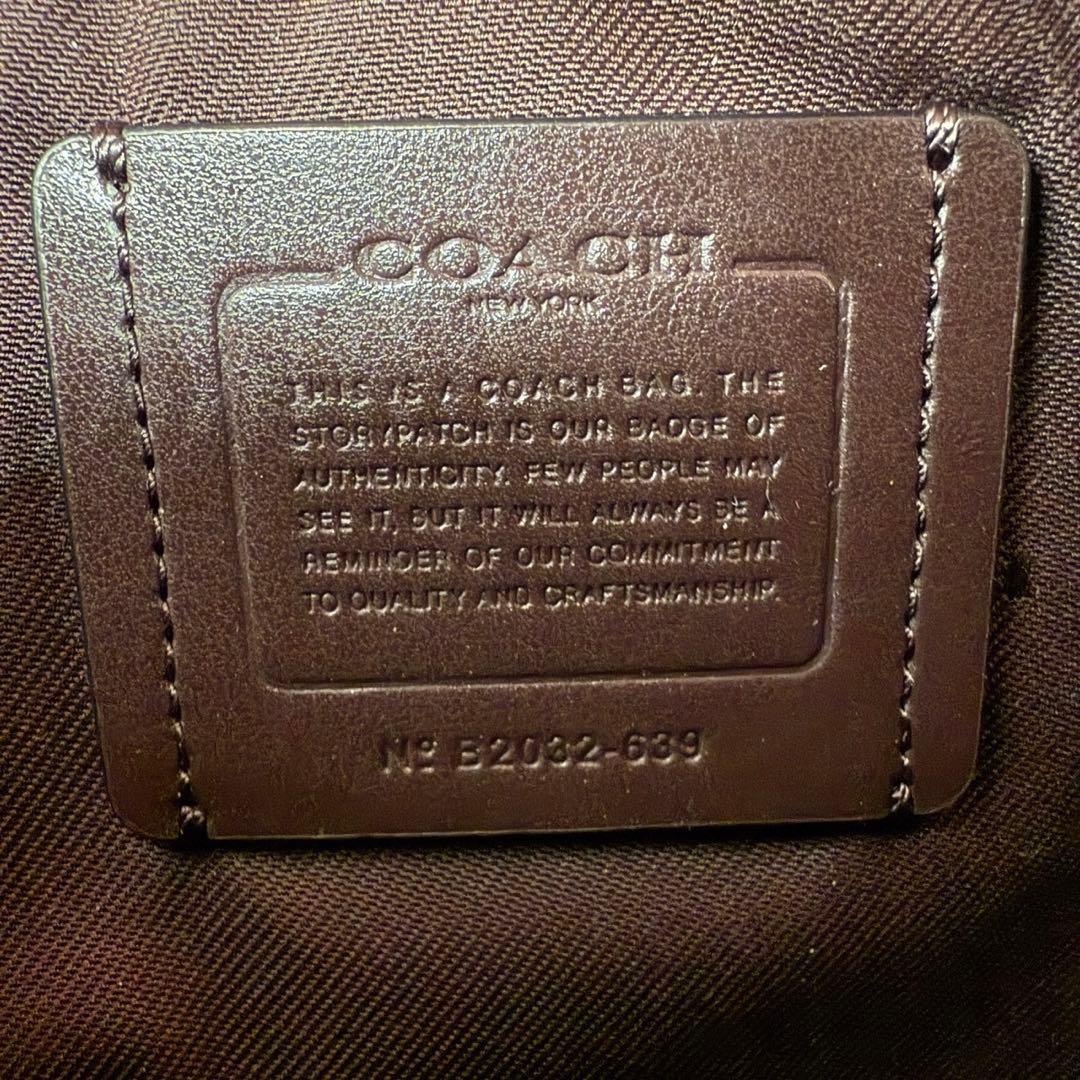 COACH
NEW YORK
THIS IS A COACH BAG. THE
STORYPATCH IS OUR BADGE OF
AUTHENTICITY. FEW PEOPLE MAY
SEE IT, BUT IT WILL ALWAYS BE A
REMINDER OF OUR COMMITMENT
TO QUALITY AND CRAFTSMANSHIP.
Nº B2032-639